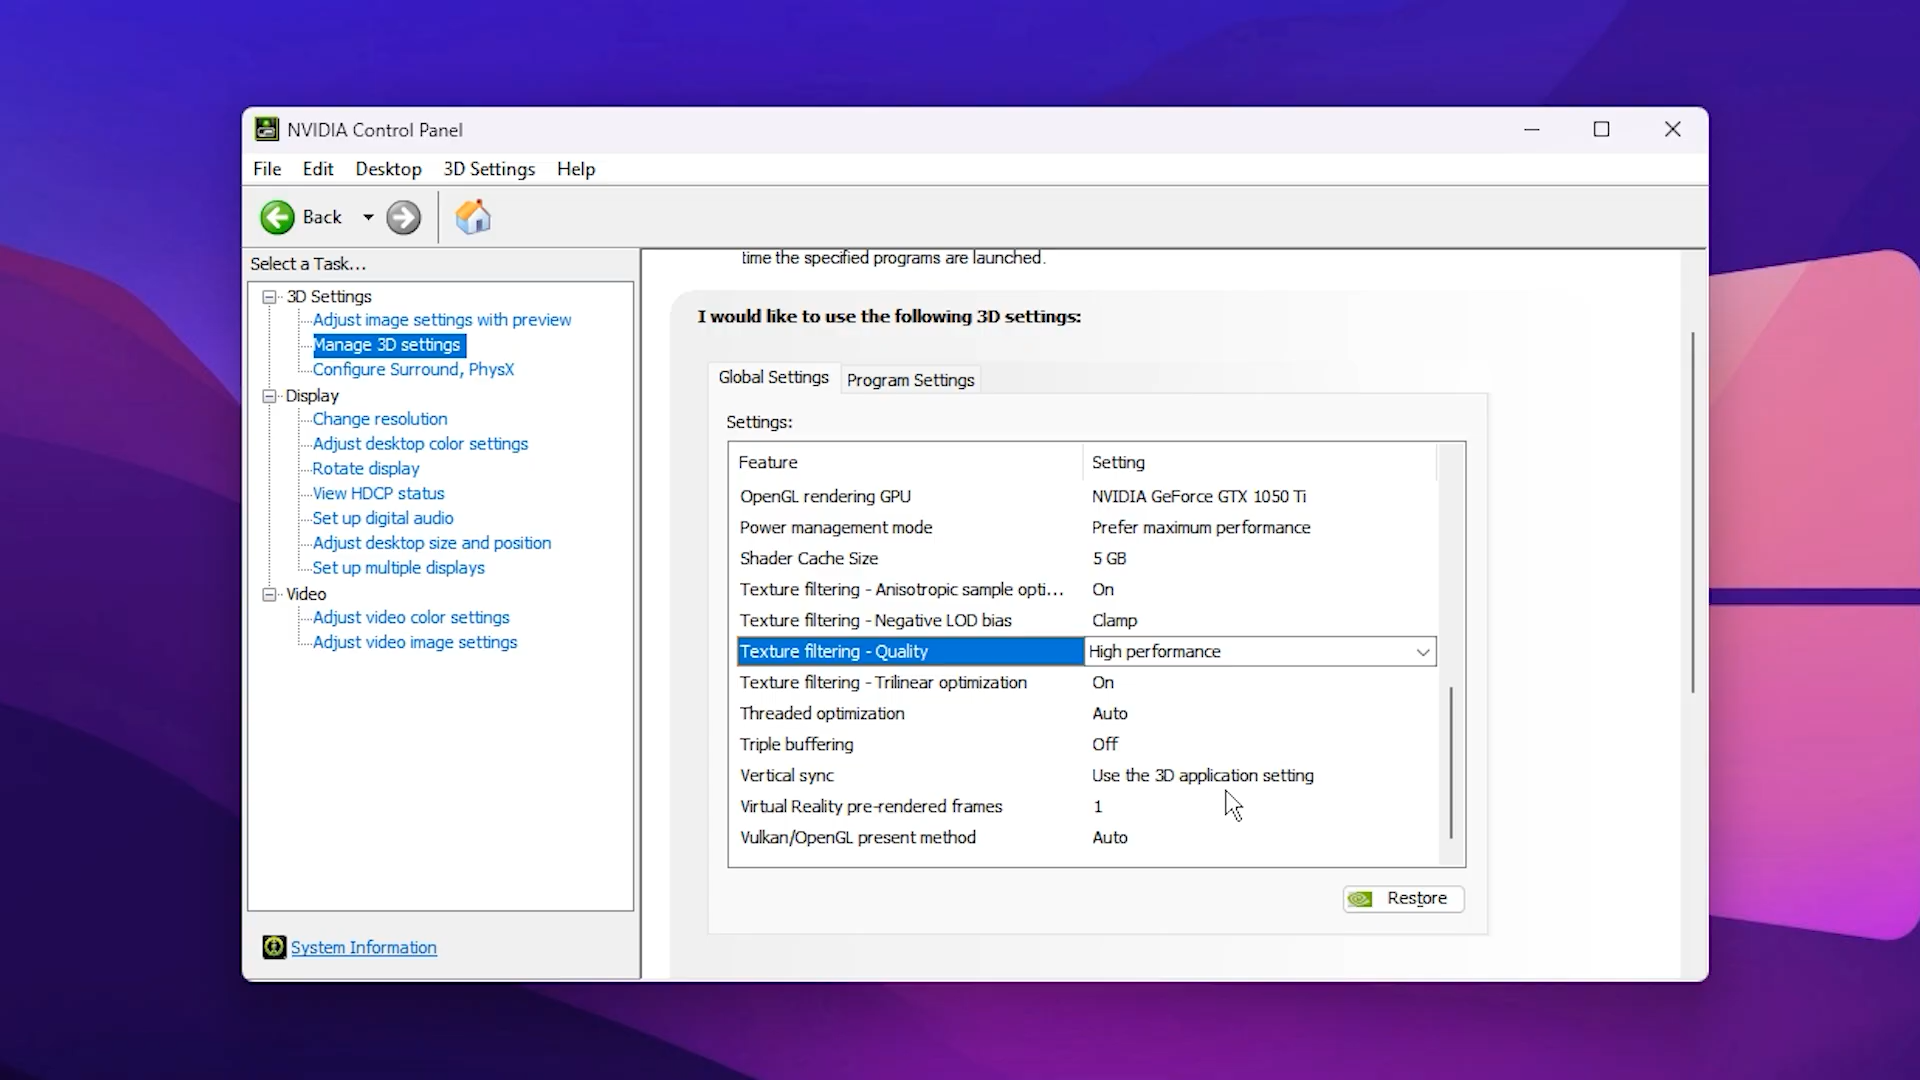 NVIDIA Control Panel
File Edit Desktop 3D Settings Help
Back
Select a Task...
3D Settings
Adjust image settings with preview
Manage 3D settings
Configure Surround, PhysX
Display
Change resolution
Adjust desktop color settings
Rotate display
View HDCP status
Set up digital audio
Adjust desktop size and position
Set up multiple displays
Video
Adjust video color settings
Adjust video image settings
System Information
time the specified programs are launched.
I would like to use the following 3D settings:
Global Settings Program Settings
Settings:
Feature Setting
OpenGL rendering GPU NVIDIA GeForce GTX 1050 Ti
Power management mode Prefer maximum performance
Shader Cache Size 5 GB
Texture filtering - Anisotropic sample opti... On
Texture filtering - Negative LOD bias Clamp
Texture filtering - Quality High performance
Texture filtering - Trilinear optimization On
Threaded optimization Auto
Triple buffering Off
Vertical sync Use the 3D application setting
Virtual Reality pre-rendered frames 1
Vulkan/OpenGL present method Auto
Restore